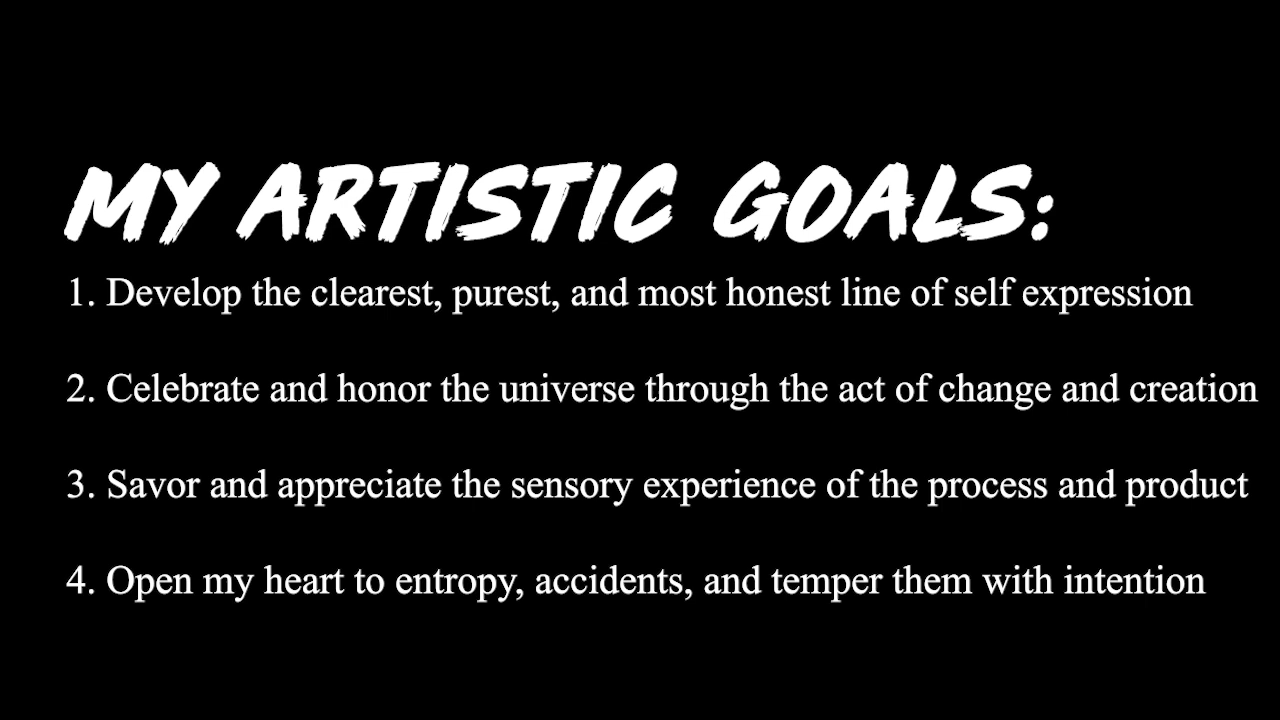 MY ARTISTIC GOALS:
1. Develop the clearest, purest, and most honest line of self expression
2. Celebrate and honor the universe through the act of change and creation
3. Savor and appreciate the sensory experience of the process and product
4. Open my heart to entropy, accidents, and temper them with intention